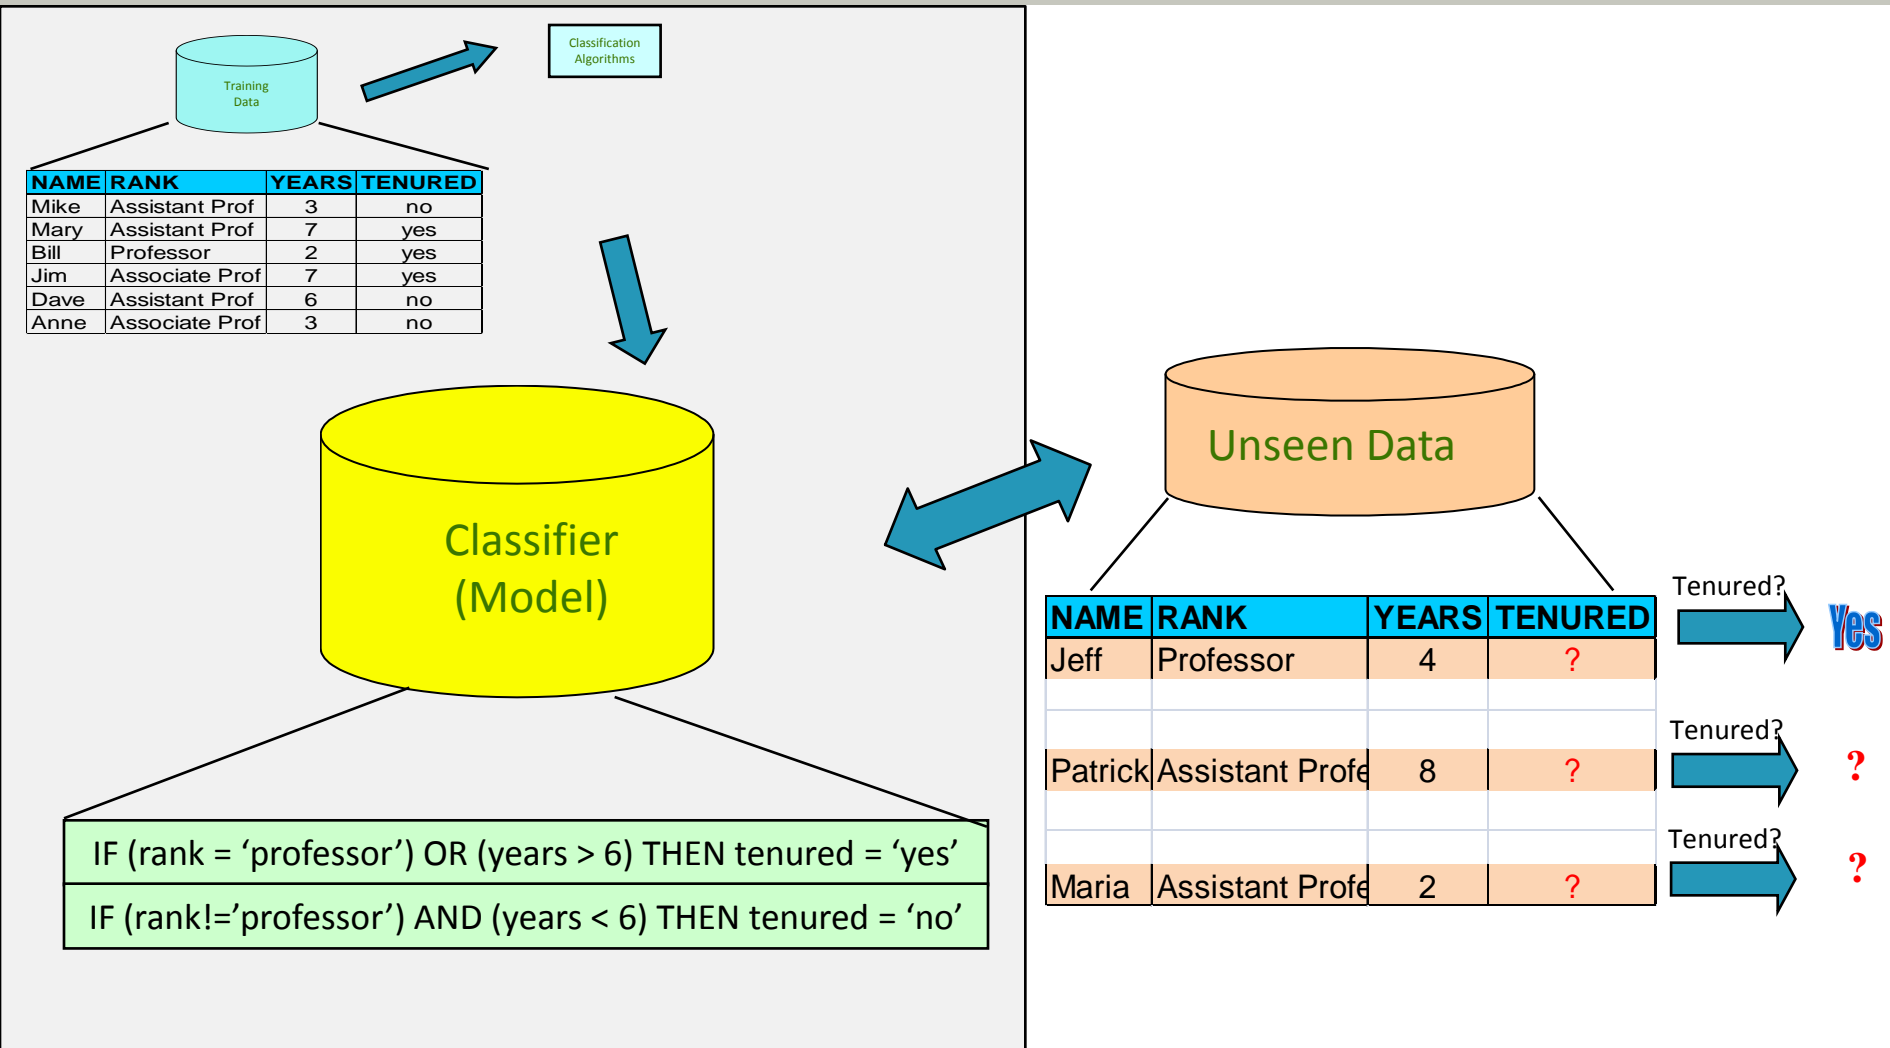 Training
Data
Classification
Algorithms
NAME RANK YEARS TENURED
Mike Assistant Prof 3 no
Mary Assistant Prof 7 yes
Bill Professor 2 yes
Jim Associate Prof 7 yes
Dave Assistant Prof 6 no
Anne Associate Prof 3 no
Classifier
(Model)
IF (rank = ‘professor’) OR (years > 6) THEN tenured = ‘yes’
IF (rank!=’professor’) AND (years < 6) THEN tenured = ‘no’
Unseen Data
NAME RANK YEARS TENURED
Jeff Professor 4 ?
Patrick Assistant Profe 8 ?
Maria Assistant Profe 2 ?
Tenured?
Yes
Tenured?
?
Tenured?
?